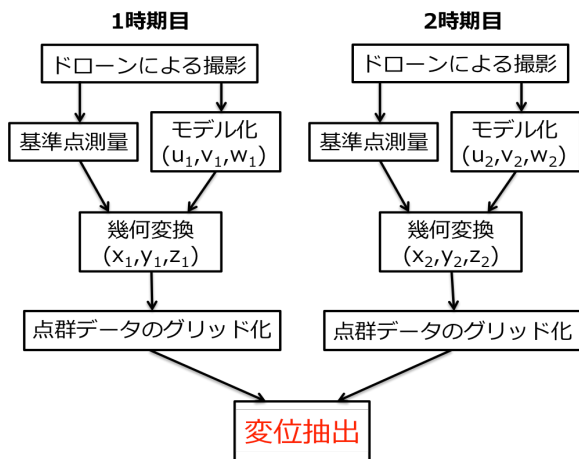 1時期目
2時期目
ドローンによる撮影
ドローンによる撮影
基準点測量
モデル化
(u₁,v₁,w₁)
基準点測量
モデル化
(u₂,v₂,w₂)
幾何変換
(x₁,y₁,z₁)
幾何変換
(x₂,y₂,z₂)
点群データのグリッド化
点群データのグリッド化
変位抽出